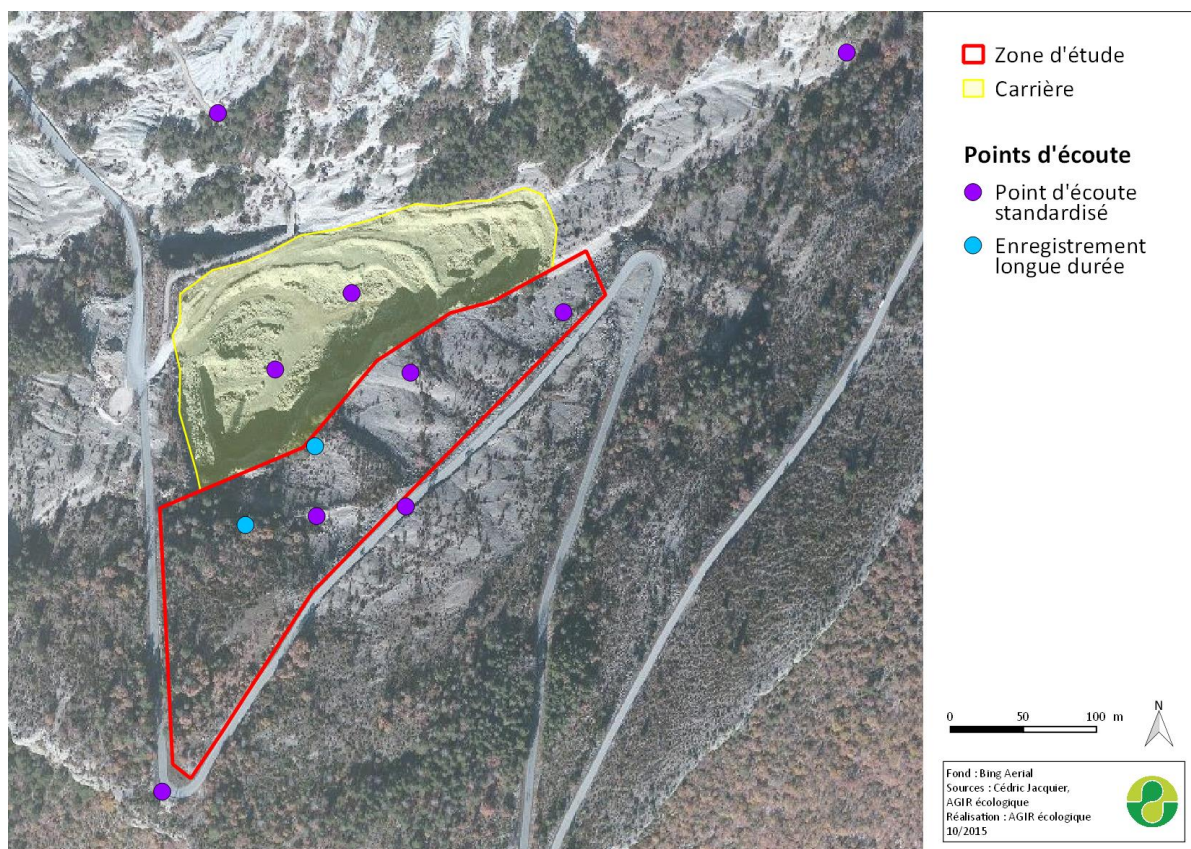 Zone d'étude
Carrière
Points d'écoute
Point d'écoute
standardisé
Enregistrement
longue durée
0 50 100 m
N
Fond : Bing Aerial
Sources : Cédric Jacquier,
AGIR écologique
Réalisation : AGIR écologique
10/2015